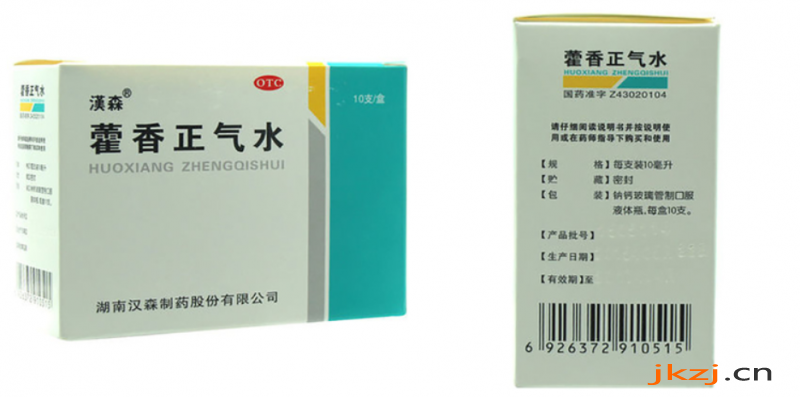 漢森®
OTC
10支/盒
藿香正气水
HUOXIANG ZHENGQISHUI
湖南汉森制药股份有限公司
藿香正气水
藿香正气水
HUOXIANG ZHENGQISHUI
国药准字 Z43020104
请仔细阅读说明书并按说明使
用或在药师指导下购买和使用
【规 格】每支装10毫升
【贮 藏】密封
【包 装】钠钙玻璃管制口服
液体瓶,每盒10支。
【产品批号】
【生产日期】
【有效期】至
6 926372 910515
jkzj.cn